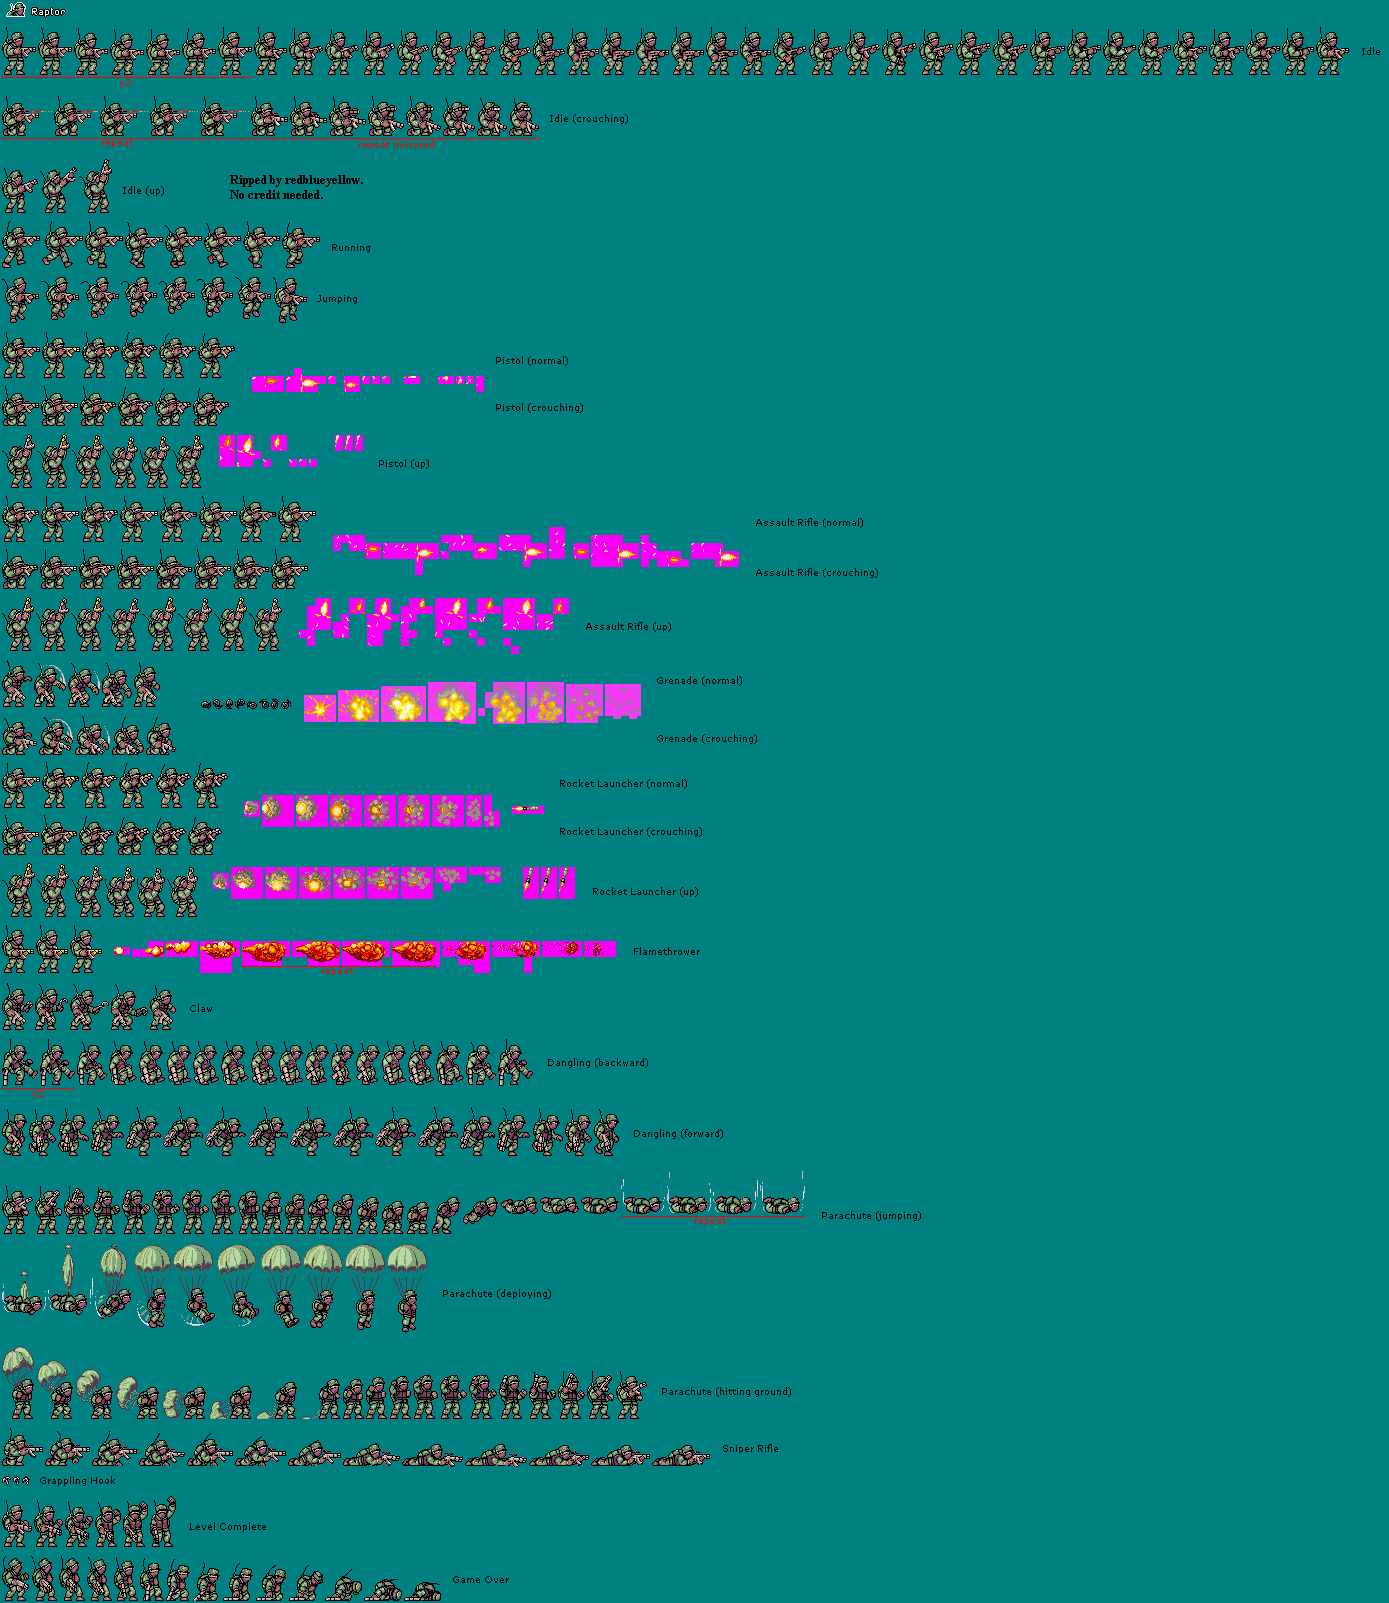 Raptor
Idle
Idle (crouching)
Idle (up)
Ripped by redblueyellow.
No credit needed.
Running
Jumping
Pistol (normal)
Pistol (crouching)
Pistol (up)
Assault Rifle (normal)
Assault Rifle (crouching)
Assault Rifle (up)
Grenade (normal)
Grenade (crouching)
Rocket Launcher (normal)
Rocket Launcher (crouching)
Rocket Launcher (up)
Flamethrower
Claw
Dangling (backward)
x2
Dangling (forward)
Parachute (jumping)
Parachute (deploying)
Parachute (hitting ground)
Sniper Rifle
Grappling Hook
Level Complete
Game Over